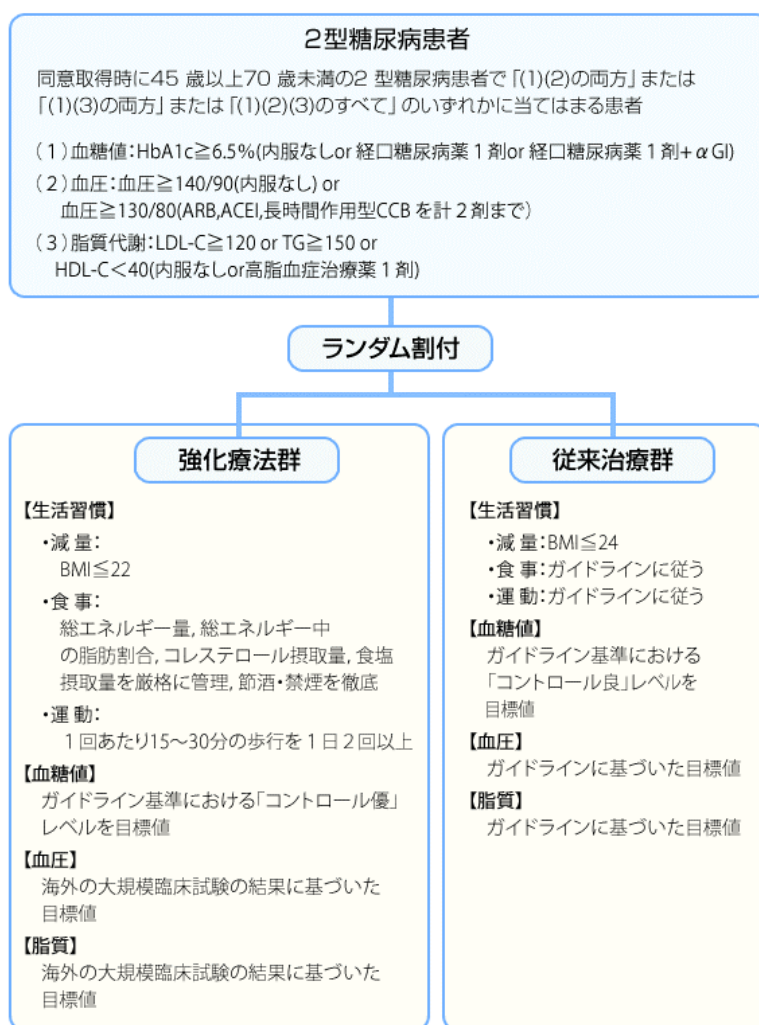 2型糖尿病患者
同意取得時に45 歳以上70 歳未満の2 型糖尿病患者で「(1)(2)の両方」または
「(1)(3)の両方」または「(1)(2)(3)のすべて」のいずれかに当てはまる患者
(1)血糖値:HbA1c≧6.5%(内服なしor 経口糖尿病薬1剤or 経口糖尿病薬1剤+αGI)
(2)血圧:血圧≧140/90(内服なし) or
血圧≧130/80(ARB,ACEI,長時間作用型CCB を計2剤まで)
(3)脂質代謝:LDL-C≧120 or TG≧150 or
HDL-C<40(内服なしor高脂血症治療薬1剤)
ランダム割付
強化療法群
【生活習慣】
・減 量:
BMI≦22
・食 事:
総エネルギー量, 総エネルギー中
の脂肪割合, コレステロール摂取量, 食塩
摂取量を厳格に管理, 節酒・禁煙を徹底
・運 動:
1回あたり15〜30分の歩行を1日2回以上
【血糖値】
ガイドライン基準における「コントロール優」
レベルを目標値
【血圧】
海外の大規模臨床試験の結果に基づいた
目標値
【脂質】
海外の大規模臨床試験の結果に基づいた
目標値
従来治療群
【生活習慣】
・減 量:BMI≦24
・食 事:ガイドラインに従う
・運 動:ガイドラインに従う
【血糖値】
ガイドライン基準における
「コントロール良」レベルを
目標値
【血圧】
ガイドラインに基づいた目標値
【脂質】
ガイドラインに基づいた目標値